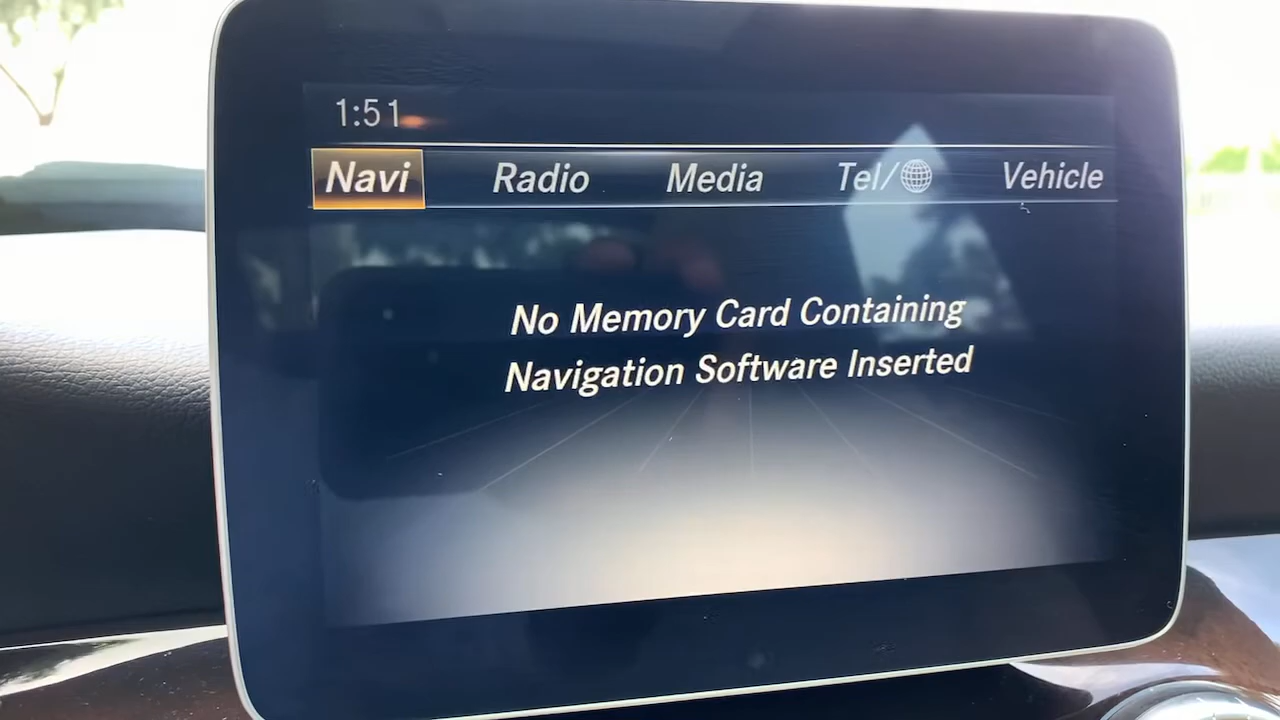 1:51
Navi Radio Media Tel/ Vehicle
No Memory Card Containing
Navigation Software Inserted